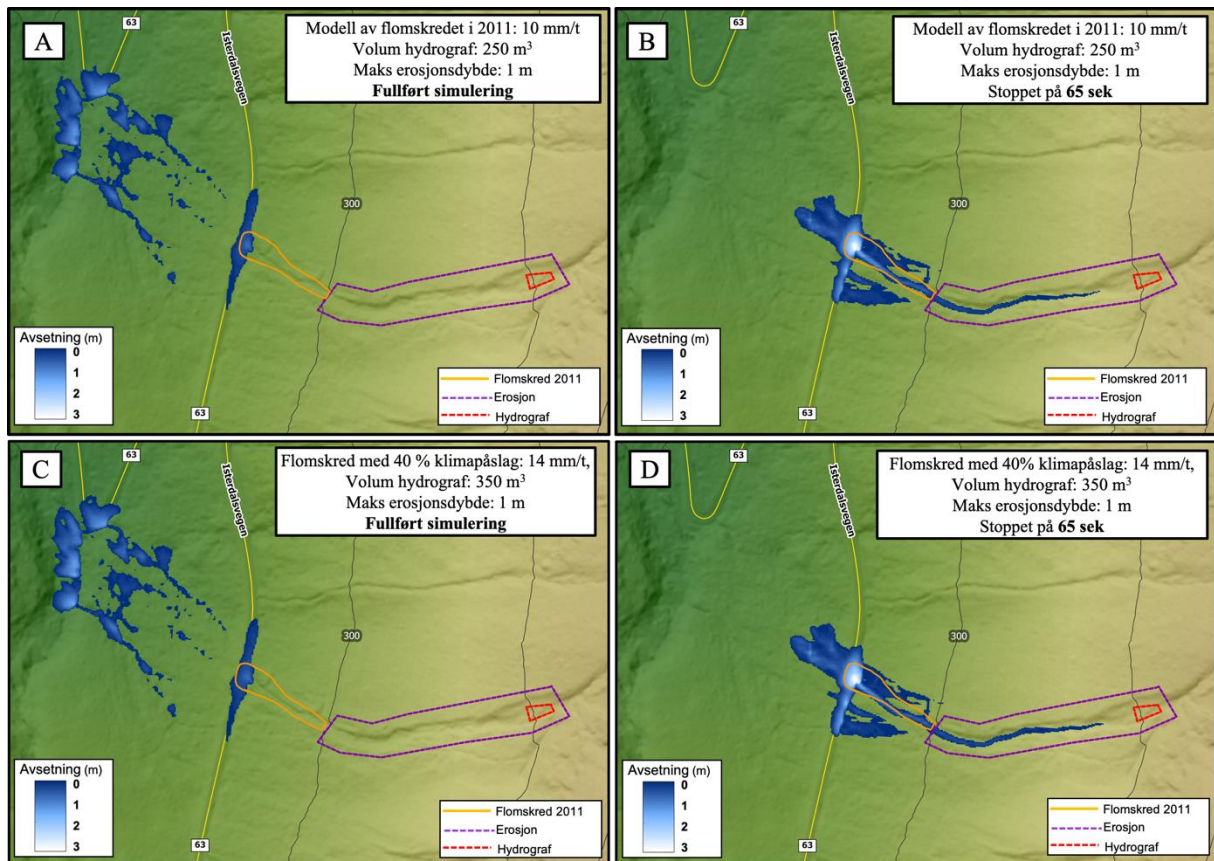 A
63
Isterdalsvegen
Modell av flomskredet i 2011: 10 mm/t
Volum hydrograf: 250 m³
Maks erosjonsdybde: 1 m
Fullført simulering
300
63
Avsetning (m)
0
1
2
3
Flomskred 2011
Erosjon
Hydrograf
B
63
Isterdalsvegen
Modell av flomskredet i 2011: 10 mm/t
Volum hydrograf: 250 m³
Maks erosjonsdybde: 1 m
Stoppet på 65 sek
300
63
Avsetning (m)
0
1
2
3
Flomskred 2011
Erosjon
Hydrograf
C
63
Isterdalsvegen
Flomskred med 40 % klimapåslag: 14 mm/t,
Volum hydrograf: 350 m³
Maks erosjonsdybde: 1 m
Fullført simulering
300
63
Avsetning (m)
0
1
2
3
Flomskred 2011
Erosjon
Hydrograf
D
63
Isterdalsvegen
Flomskred med 40% klimapåslag: 14 mm/t,
Volum hydrograf: 350 m³
Maks erosjonsdybde: 1 m
Stoppet på 65 sek
300
63
Avsetning (m)
0
1
2
3
Flomskred 2011
Erosjon
Hydrograf